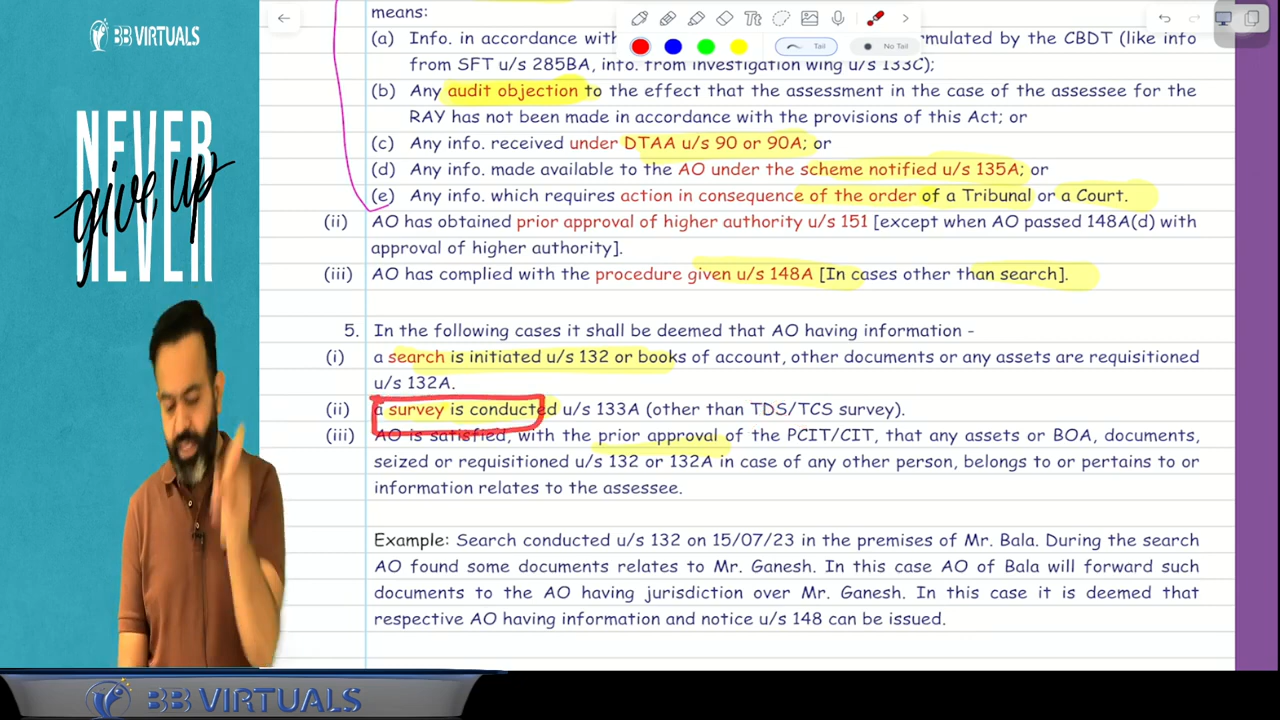 BB VIRTUALS
NEVER
give up
NEVER
means:
(a) Info. in accordance with rmulated by the CBDT (like info
from SFT u/s 285BA, info. from investigation wing u/s 133C);
(b) Any audit objection to the effect that the assessment in the case of the assessee for the
RAY has not been made in accordance with the provisions of this Act; or
(c) Any info. received under DTAA u/s 90 or 90A; or
(d) Any info. made available to the AO under the scheme notified u/s 135A; or
(e) Any info. which requires action in consequence of the order of a Tribunal or a Court.
(ii) AO has obtained prior approval of higher authority u/s 151 [except when AO passed 148A(d) with
approval of higher authority].
(iii) AO has complied with the procedure given u/s 148A [In cases other than search].
5. In the following cases it shall be deemed that AO having information -
(i) a search is initiated u/s 132 or books of account, other documents or any assets are requisitioned
u/s 132A.
(ii) a survey is conducted u/s 133A (other than TDS/TCS survey).
(iii) AO is satisfied, with the prior approval of the PCIT/CIT, that any assets or BOA, documents,
seized or requisitioned u/s 132 or 132A in case of any other person, belongs to or pertains to or
information relates to the assessee.
Example: Search conducted u/s 132 on 15/07/23 in the premises of Mr. Bala. During the search
AO found some documents relates to Mr. Ganesh. In this case AO of Bala will forward such
documents to the AO having jurisdiction over Mr. Ganesh. In this case it is deemed that
respective AO having information and notice u/s 148 can be issued.
Tt
Tail
No Tail
BB VIRTUALS